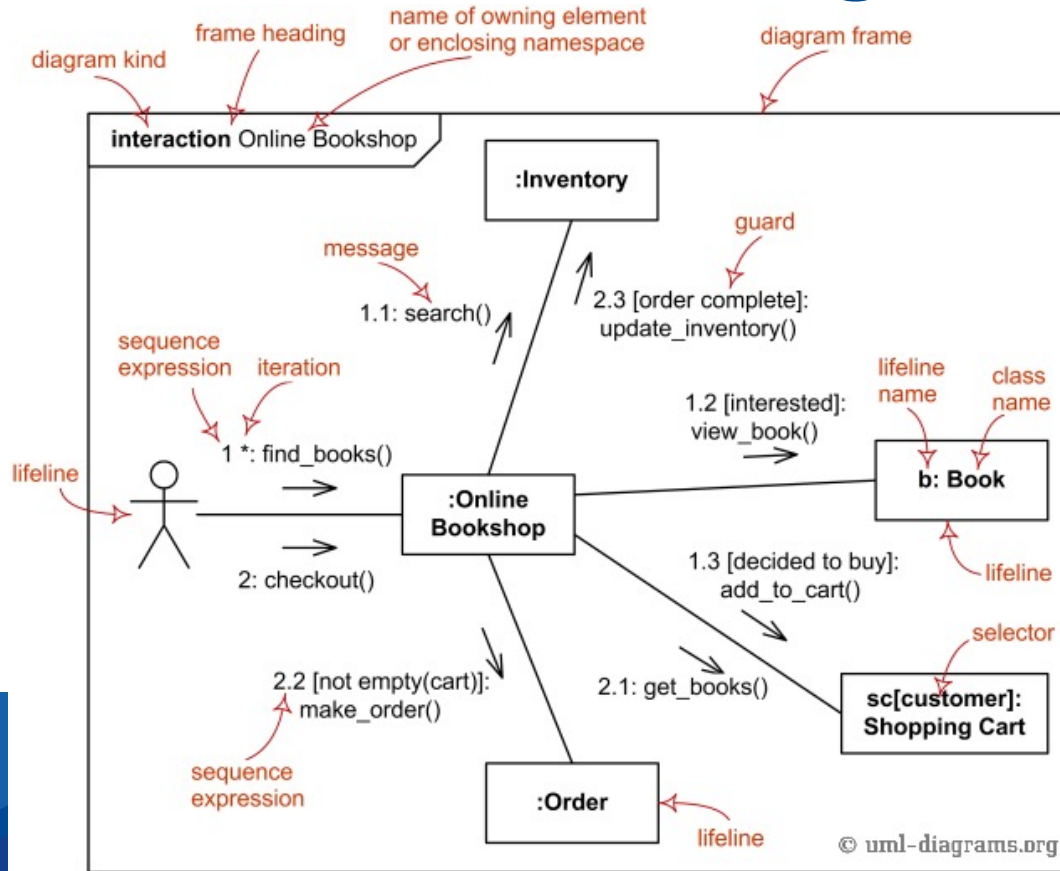 name of owning element
or enclosing namespace
frame heading
diagram frame
diagram kind
interaction Online Bookshop
:Inventory
guard
message
1.1: search()
2.3 [order complete]:
update_inventory()
sequence
expression
iteration
lifeline
name
class
name
1.2 [interested]:
view_book()
1 *: find_books()
lifeline
b: Book
:Online
Bookshop
2: checkout()
1.3 [decided to buy]:
add_to_cart()
lifeline
selector
2.2 [not empty(cart)]:
make_order()
2.1: get_books()
sc[customer]:
Shopping Cart
sequence
expression
:Order
lifeline
© uml-diagrams.org